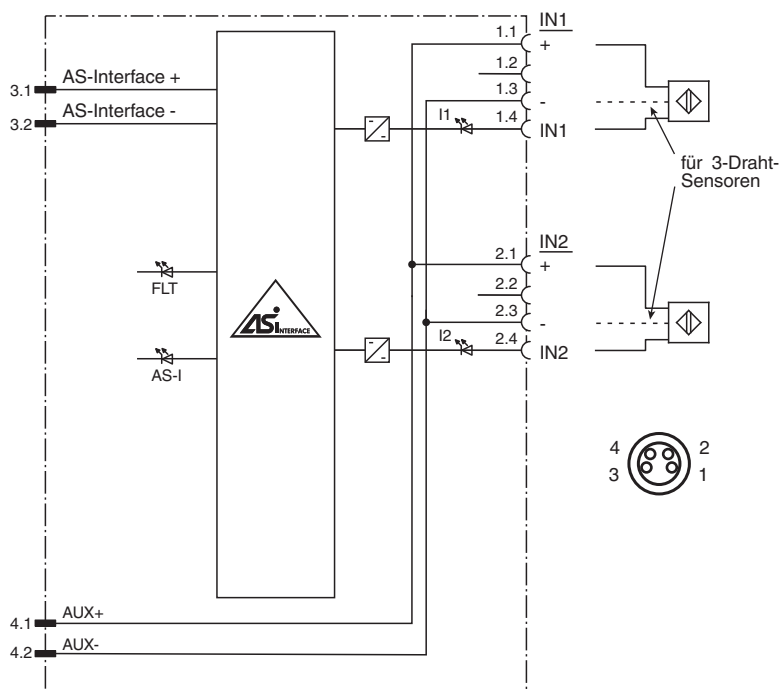 IN1
1.1
+
1.2
1.3
-
I1
1.4
IN1
3.1
AS-Interface +
3.2
AS-Interface -
für 3-Draht-
Sensoren
IN2
2.1
+
2.2
2.3
-
I2
2.4
IN2
FLT
ASi INTERFACE
AS-I
4 2
3 1
4.1
AUX+
4.2
AUX-